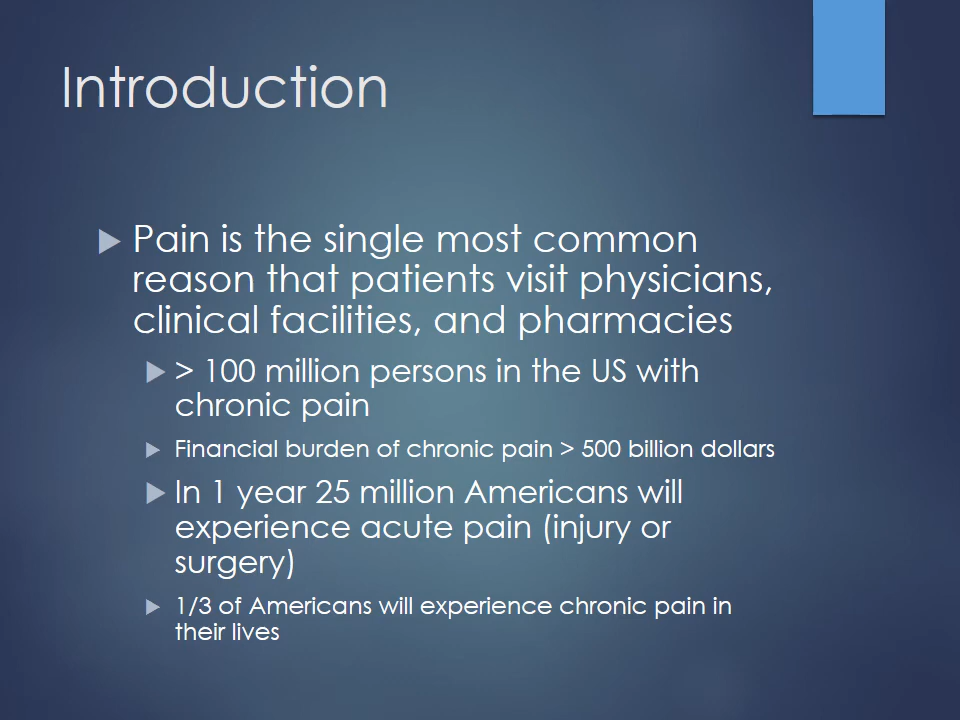 Introduction
Pain is the single most common
reason that patients visit physicians,
clinical facilities, and pharmacies
> 100 million persons in the US with
chronic pain
Financial burden of chronic pain > 500 billion dollars
In 1 year 25 million Americans will
experience acute pain (injury or
surgery)
1/3 of Americans will experience chronic pain in
their lives